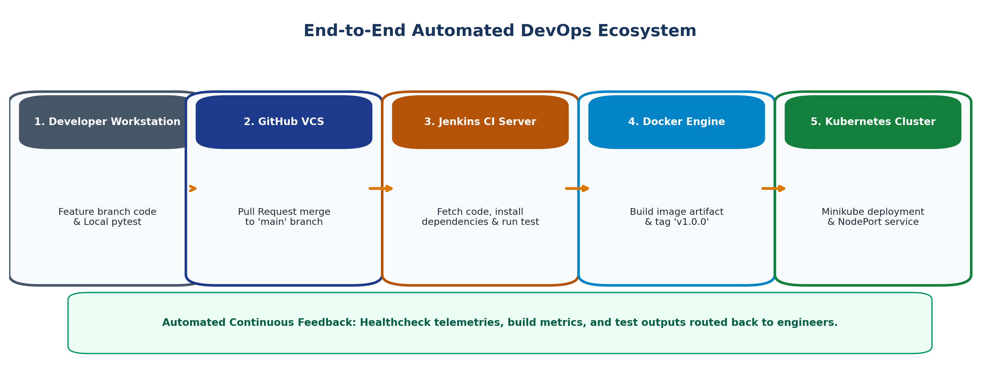 End-to-End Automated DevOps Ecosystem
1. Developer Workstation
Feature branch code
& Local pytest
2. GitHub VCS
Pull Request merge
to 'main' branch
3. Jenkins CI Server
Fetch code, install
dependencies & run test
4. Docker Engine
Build image artifact
& tag 'v1.0.0'
5. Kubernetes Cluster
Minikube deployment
& NodePort service
Automated Continuous Feedback: Healthcheck telemetries, build metrics, and test outputs routed back to engineers.